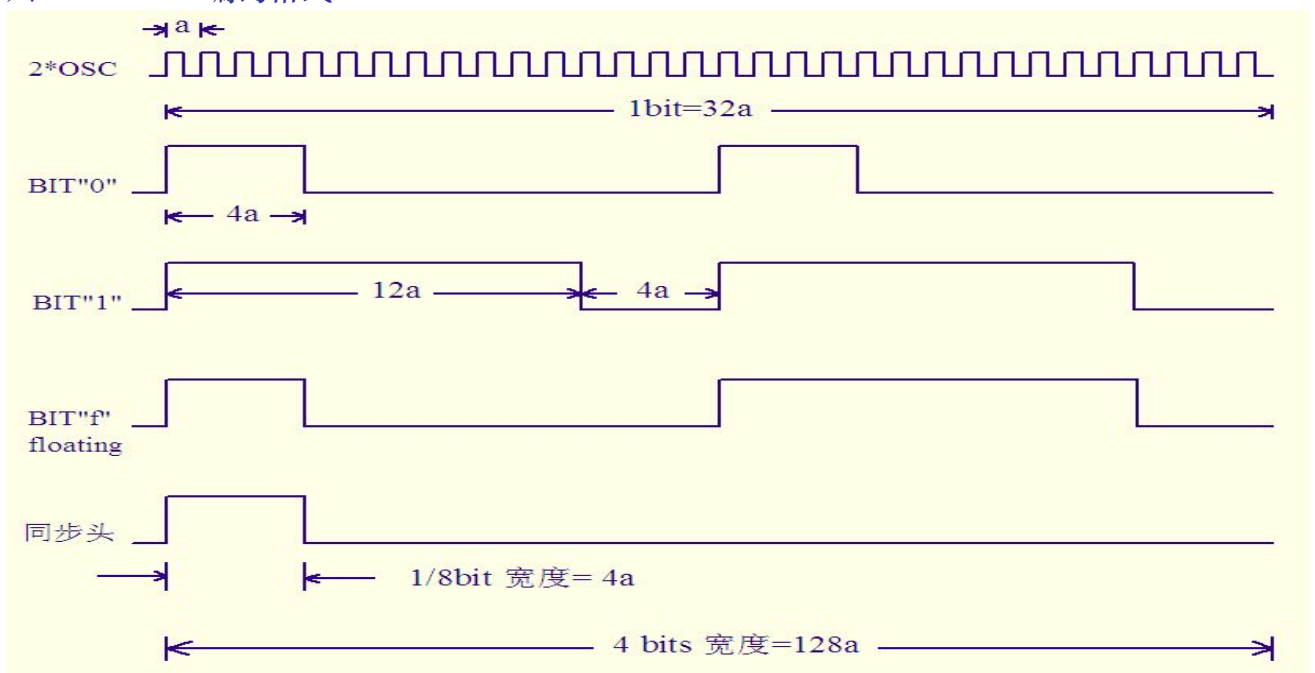 a
2*OSC
1bit=32a
BIT"0"
4a
BIT"1"
12a
4a
BIT"f"
floating
同步头
1/8bit 宽度= 4a
4 bits 宽度=128a